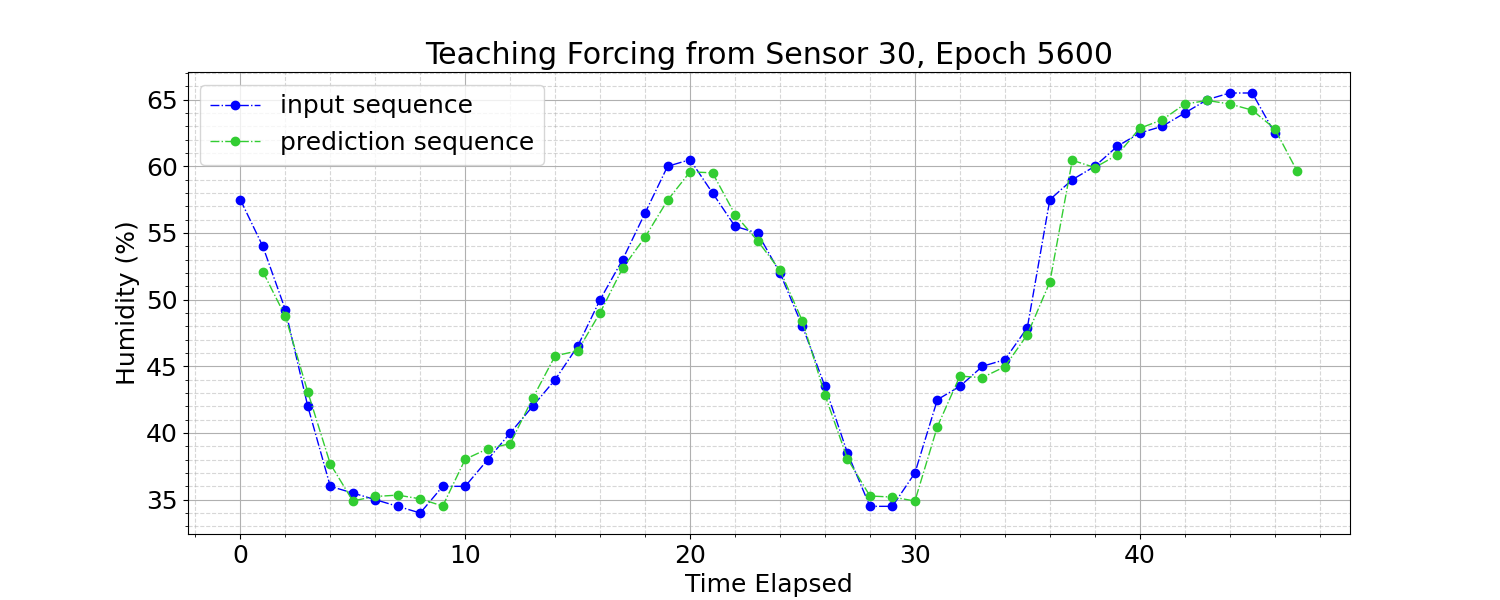 Teaching Forcing from Sensor 30, Epoch 5600
input sequence
prediction sequence
Humidity (%)
65
60
55
50
45
40
35
0 10 20 30 40
Time Elapsed